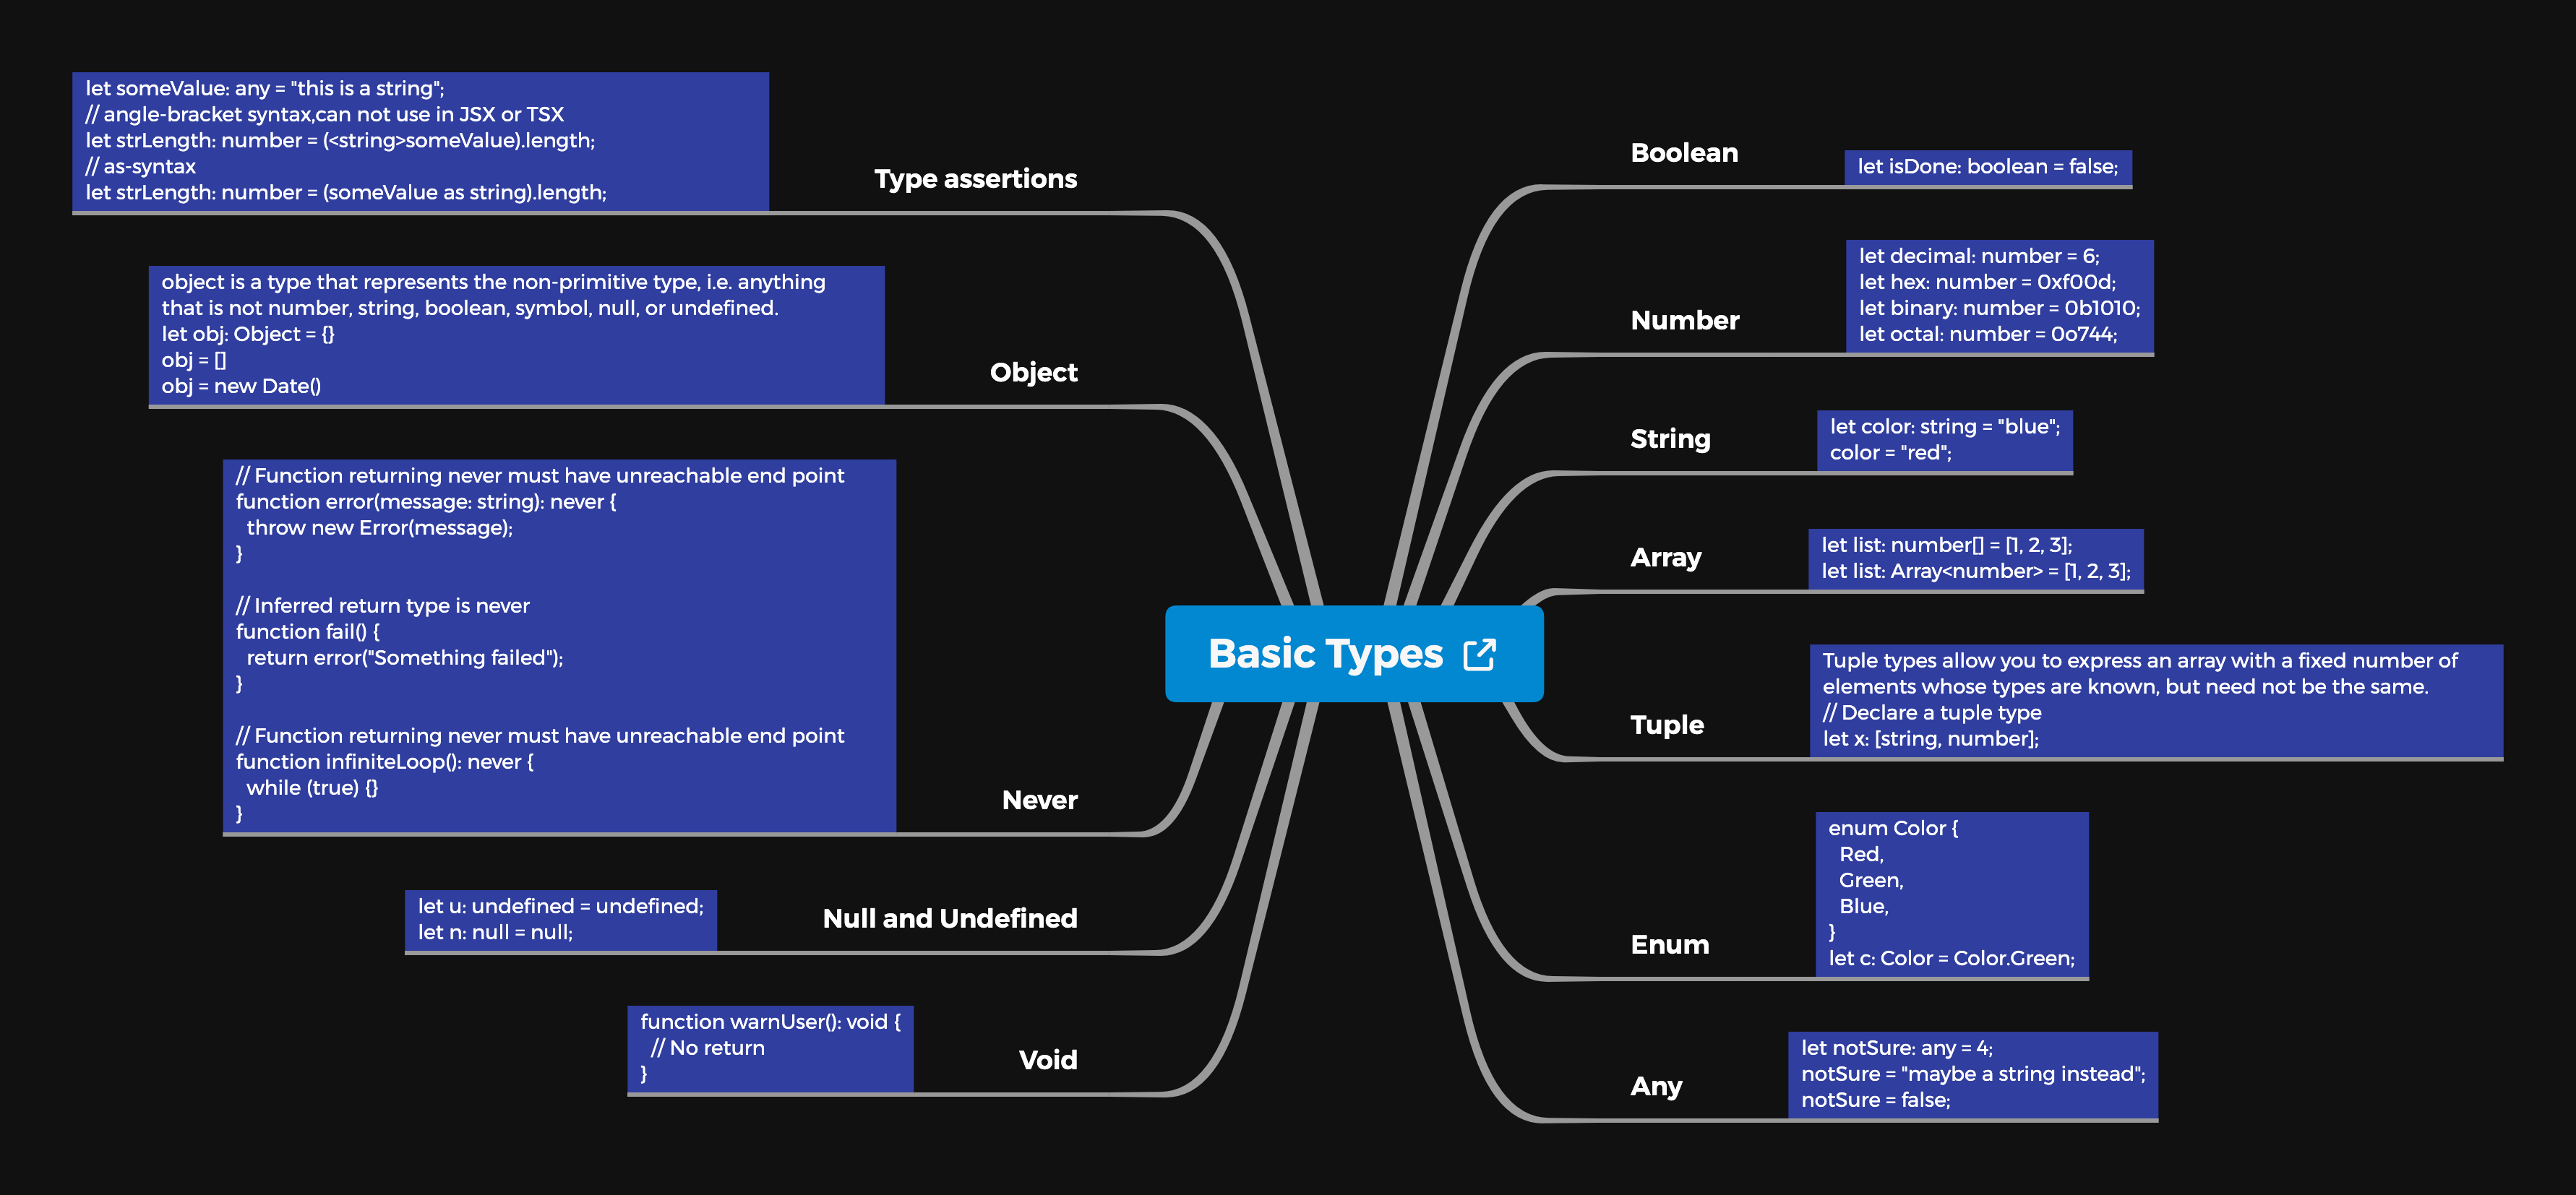 Basic Types
Boolean
let isDone: boolean = false;
Number
let decimal: number = 6;
let hex: number = 0xf00d;
let binary: number = 0b1010;
let octal: number = 0o744;
String
let color: string = "blue";
color = "red";
Array
let list: number[] = [1, 2, 3];
let list: Array<number> = [1, 2, 3];
Tuple
Tuple types allow you to express an array with a fixed number of
elements whose types are known, but need not be the same.
// Declare a tuple type
let x: [string, number];
Enum
enum Color {
  Red,
  Green,
  Blue,
}
let c: Color = Color.Green;
Any
let notSure: any = 4;
notSure = "maybe a string instead";
notSure = false;
Type assertions
let someValue: any = "this is a string";
// angle-bracket syntax,can not use in JSX or TSX
let strLength: number = (<string>someValue).length;
// as-syntax
let strLength: number = (someValue as string).length;
Object
object is a type that represents the non-primitive type, i.e. anything
that is not number, string, boolean, symbol, null, or undefined.
let obj: Object = {}
obj = []
obj = new Date()
Never
// Function returning never must have unreachable end point
function error(message: string): never {
  throw new Error(message);
}
// Inferred return type is never
function fail() {
  return error("Something failed");
}
// Function returning never must have unreachable end point
function infiniteLoop(): never {
  while (true) {}
}
Null and Undefined
let u: undefined = undefined;
let n: null = null;
Void
function warnUser(): void {
  // No return
}